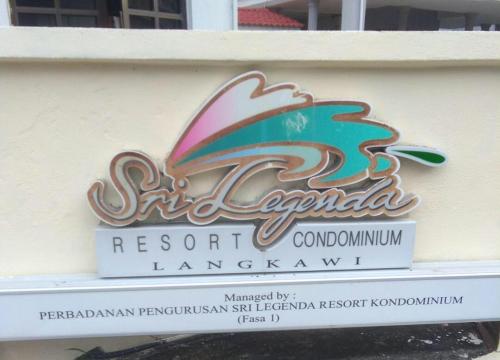 Sri Legenda
RESORT CONDOMINIUM
LANGKAWI
Managed by :
PERBADANAN PENGURUSAN SRI LEGENDA RESORT KONDOMINIUM
(Fasa 1)